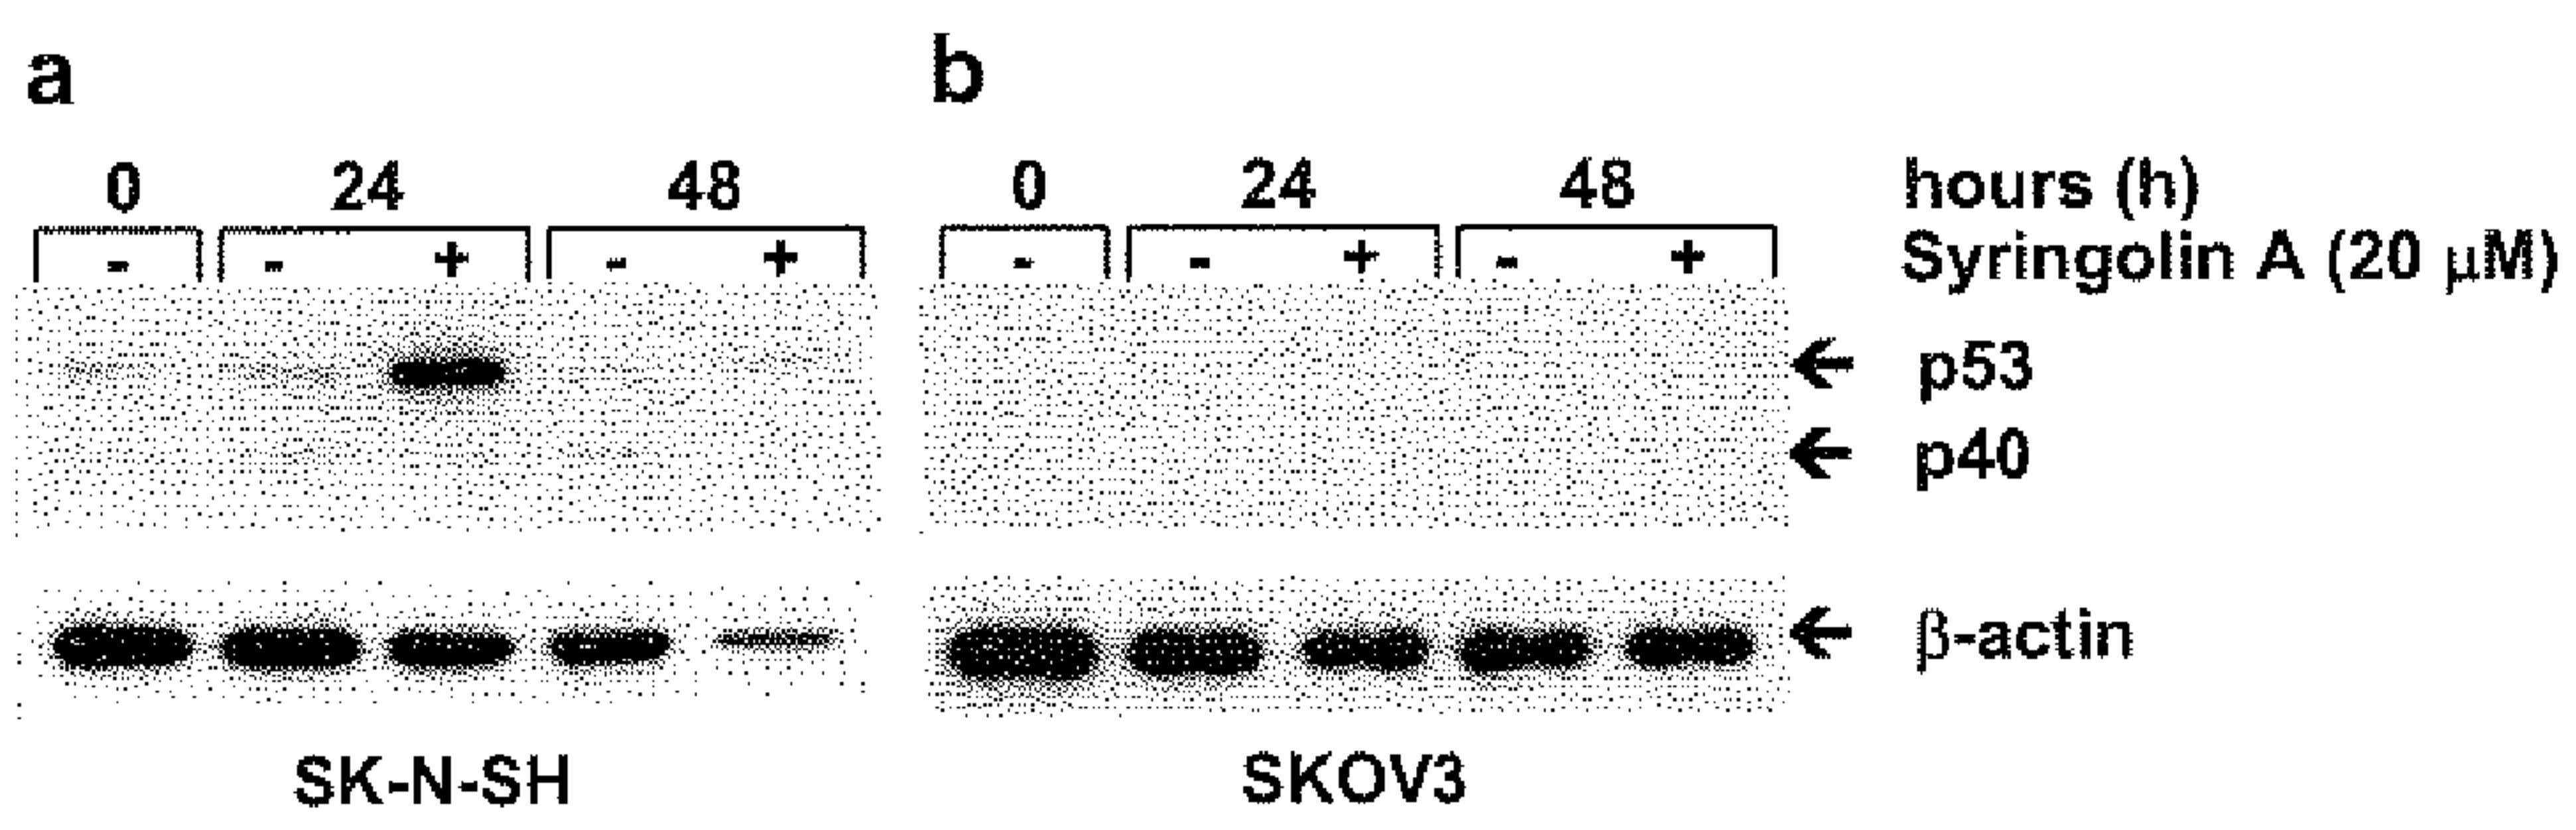 a b
0 24 48 0 24 48 hours (h)
- - + - + - - + - + Syringolin A (20 μM)
← p53
← p40
← β-actin
SK-N-SH SKOV3